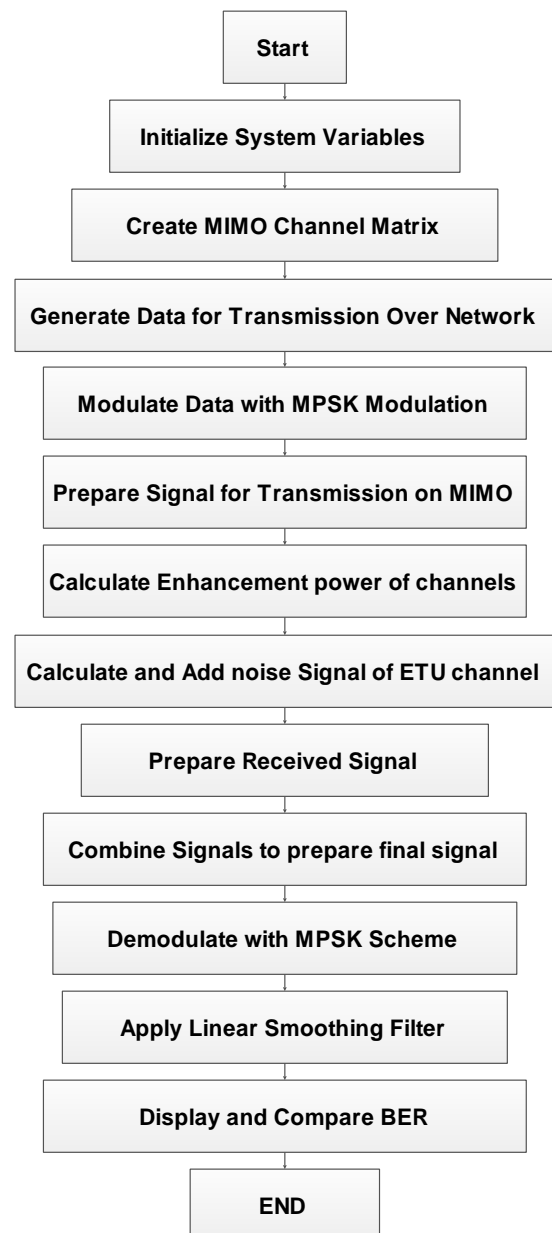 Start
Initialize System Variables
Create MIMO Channel Matrix
Generate Data for Transmission Over Network
Modulate Data with MPSK Modulation
Prepare Signal for Transmission on MIMO
Calculate Enhancement power of channels
Calculate and Add noise Signal of ETU channel
Prepare Received Signal
Combine Signals to prepare final signal
Demodulate with MPSK Scheme
Apply Linear Smoothing Filter
Display and Compare BER
END